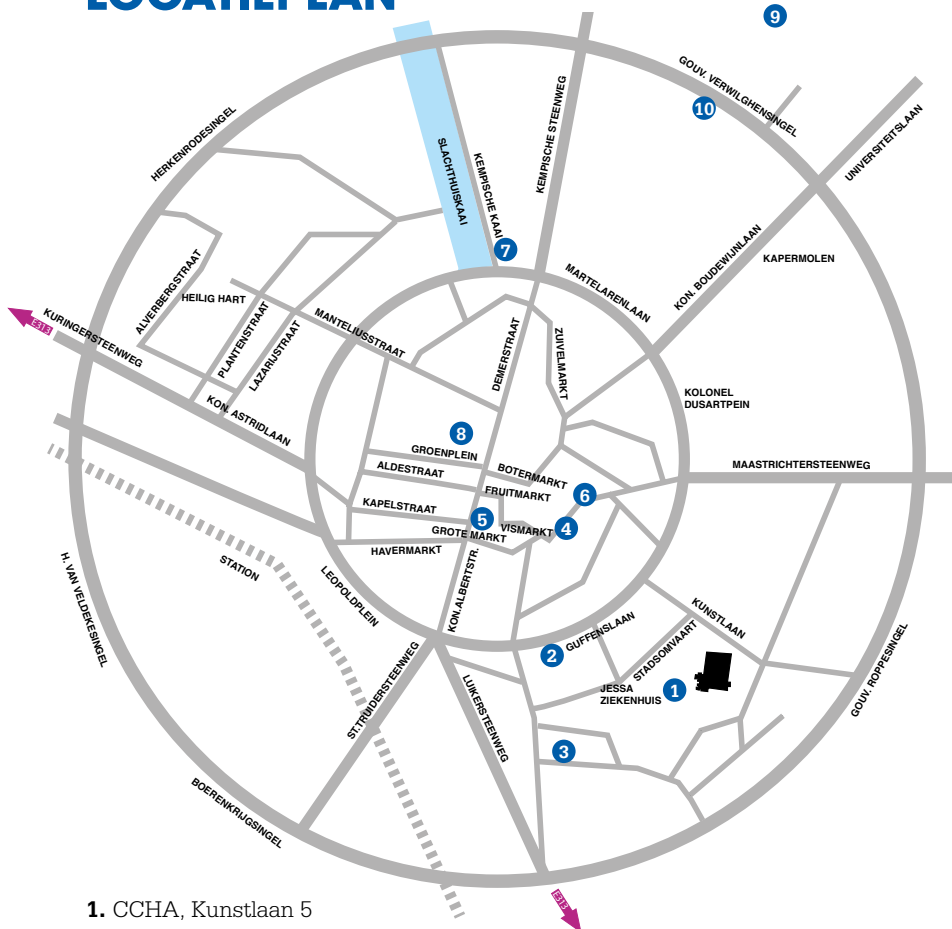 LOCATIEPLAN
9
GOUV. VERWILGHENSINGEL
10
HERKENRODESINGEL
SLACHTHUISKAAI
KEMPISCHE KAAI
KEMPISCHE STEENWEG
UNIVERSITEITSLAAN
7
KON. BOUDEWIJNLAAN
KAPERMOLEN
MARTELARENLAAN
ALVERBERGSTRAAT
HEILIG HART
PLANTENSTRAAT
LAZARIJSTRAAT
MANTELIUSSTRAAT
E313
KURINGERSTEENWEG
DEMERSTRAAT
ZUIVELMARKT
KOLONEL
DUSARTPEIN
KON. ASTRIDLAAN
8
GROENPLEIN
ALDESTRAAT
BOTERMARKT
FRUITMARKT
6
MAASTRICHTERSTEENWEG
KAPELSTRAAT
5
VISMARKT
4
GROTE MARKT
HAVERMARKT
STATION
LEOPOLDPLEIN
KON.ALBERTSTR.
H. VAN VELDEKESINGEL
2
GUFFENSLAAN
STADSOMVAART
KUNSTLAAN
GOUV. ROPPESINGEL
JESSA
ZIEKENHUIS
1
ST.TRUIDERSTEENWEG
LUIKERSTEENWEG
3
BOERENKRIJGSINGEL
E313
1. CCHA, Kunstlaan 5